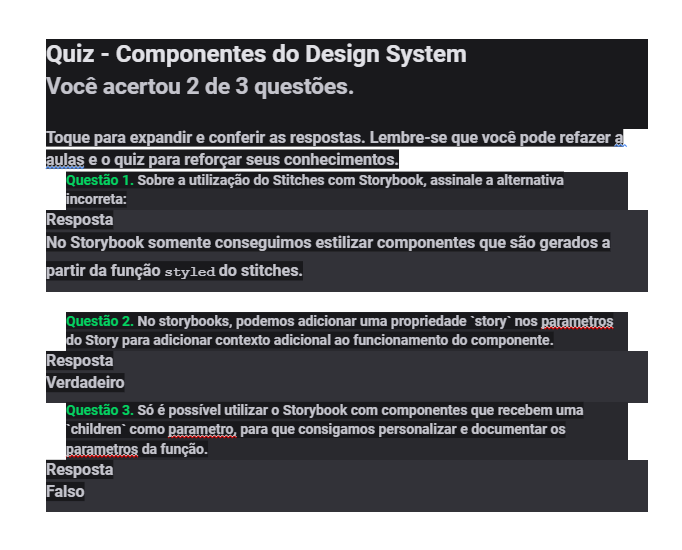 Quiz - Componentes do Design System
Você acertou 2 de 3 questões.
Toque para expandir e conferir as respostas. Lembre-se que você pode refazer a
aulas e o quiz para reforçar seus conhecimentos.
Questão 1. Sobre a utilização do Stitches com Storybook, assinale a alternativa
incorreta:
Resposta
No Storybook somente conseguimos estilizar componentes que são gerados a
partir da função styled do stitches.
Questão 2. No storybooks, podemos adicionar uma propriedade `story` nos parametros
do Story para adicionar contexto adicional ao funcionamento do componente.
Resposta
Verdadeiro
Questão 3. Só é possível utilizar o Storybook com componentes que recebem uma
`children` como parametro, para que consigamos personalizar e documentar os
parametros da função.
Resposta
Falso